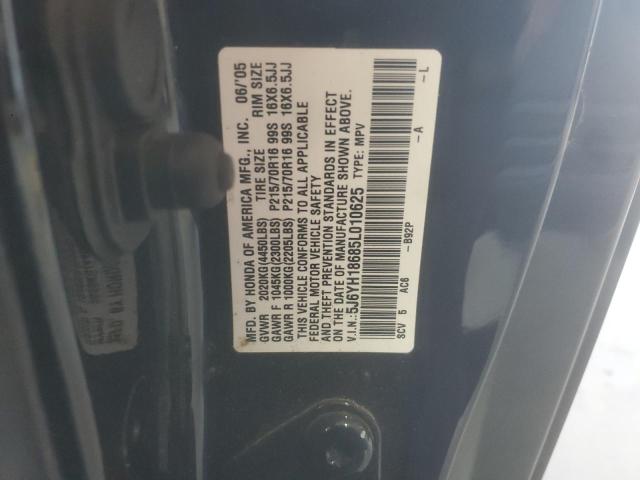 MFD. BY HONDA OF AMERICA MFG., INC. 06/'05
TIRE SIZE RIM SIZE
GVWR 2020KG(4450LBS)
GAWR F 1045KG(2300LBS) P215/70R16 99S 16X6.5JJ
GAWR R 1000KG(2205LBS) P215/70R16 99S 16X6.5JJ
THIS VEHICLE CONFORMS TO ALL APPLICABLE
FEDERAL MOTOR VEHICLE SAFETY
AND THEFT PREVENTION STANDARDS IN EFFECT
ON THE DATE OF MANUFACTURE SHOWN ABOVE.
V.I.N.:5J6YH18685L010625 TYPE: MPV
SCV 5 AC6 -B92P -A -L